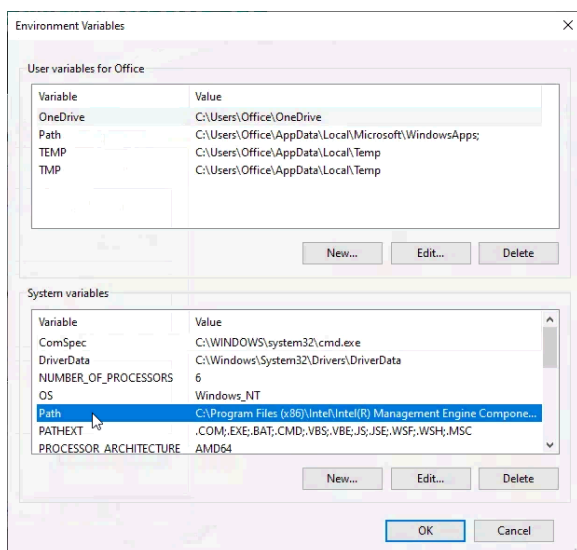 Environment Variables
User variables for Office
Variable Value
OneDrive C:\Users\Office\OneDrive
Path C:\Users\Office\AppData\Local\Microsoft\WindowsApps;
TEMP C:\Users\Office\AppData\Local\Temp
TMP C:\Users\Office\AppData\Local\Temp
New... Edit... Delete
System variables
Variable Value
ComSpec C:\WINDOWS\system32\cmd.exe
DriverData C:\Windows\System32\Drivers\DriverData
NUMBER_OF_PROCESSORS 6
OS Windows_NT
Path C:\Program Files (x86)\Intel\Intel(R) Management Engine Compone...
PATHEXT .COM;.EXE;.BAT;.CMD;.VBS;.VBE;.JS;.JSE;.WSF;.WSH;.MSC
PROCESSOR_ARCHITECTURE AMD64
New... Edit... Delete
OK Cancel